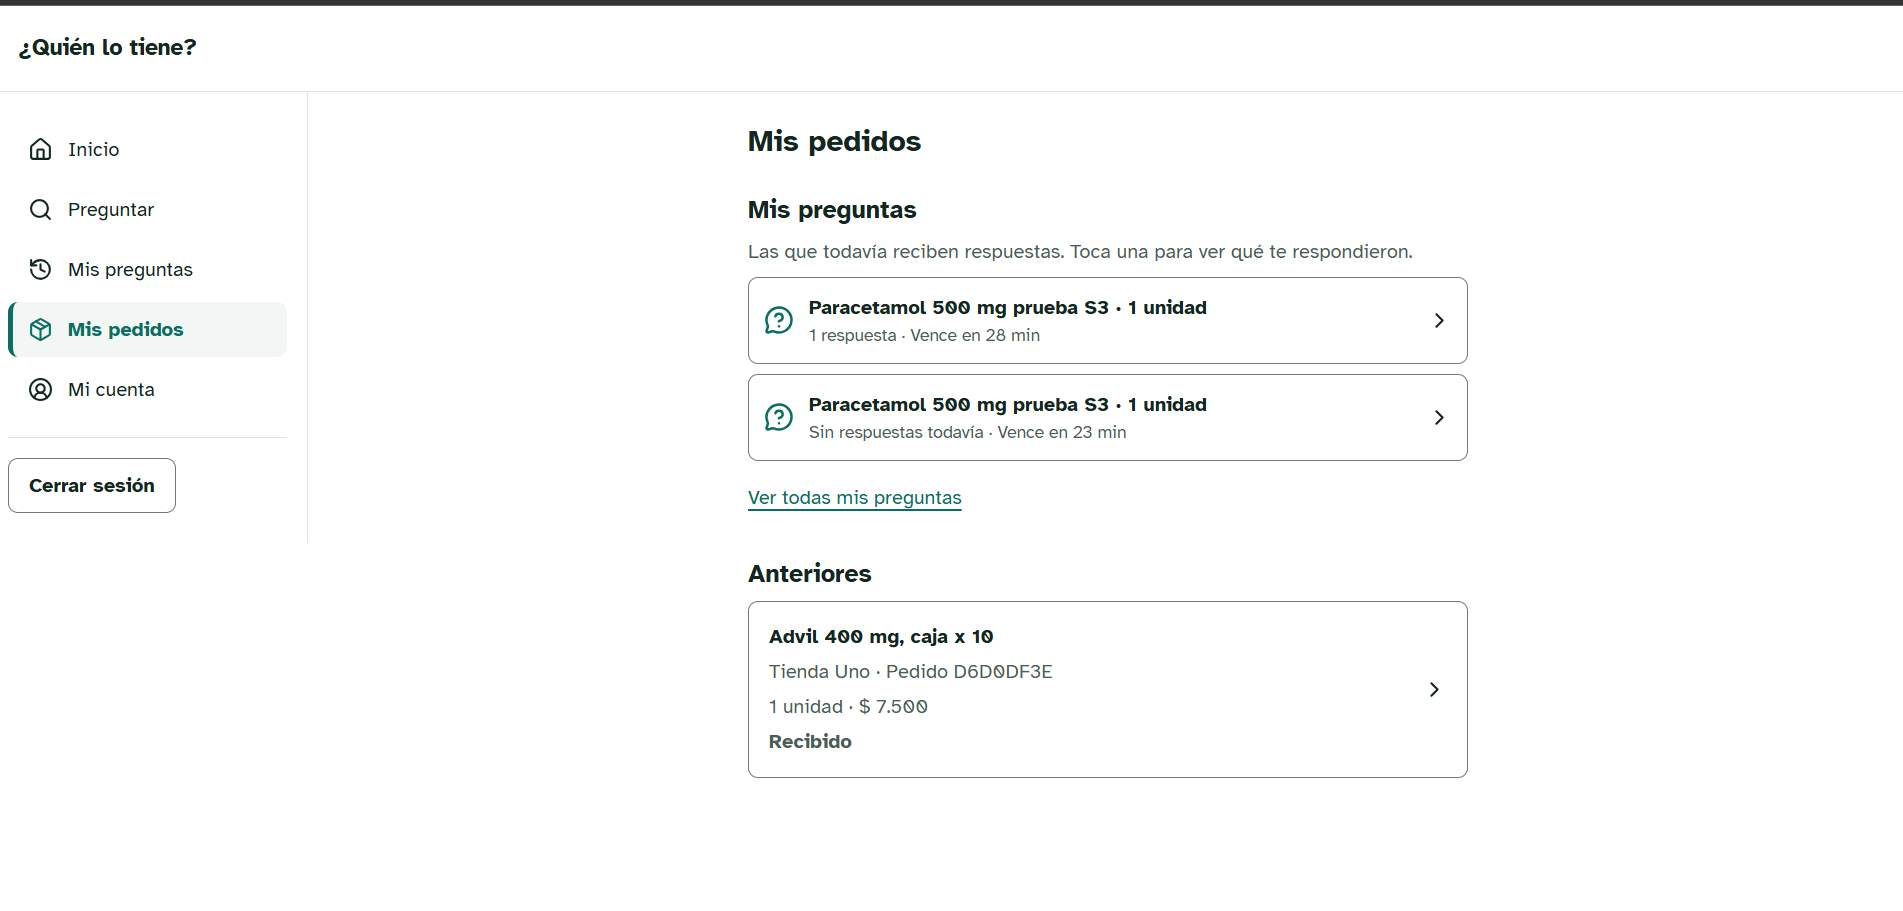 ¿Quién lo tiene?
Inicio
Preguntar
Mis preguntas
Mis pedidos
Mi cuenta
Cerrar sesión
Mis pedidos
Mis preguntas
Las que todavía reciben respuestas. Toca una para ver qué te respondieron.
Paracetamol 500 mg prueba S3 · 1 unidad
1 respuesta · Vence en 28 min
Paracetamol 500 mg prueba S3 · 1 unidad
Sin respuestas todavía · Vence en 23 min
Ver todas mis preguntas
Anteriores
Advil 400 mg, caja x 10
Tienda Uno · Pedido D6D0DF3E
1 unidad · $ 7.500
Recibido